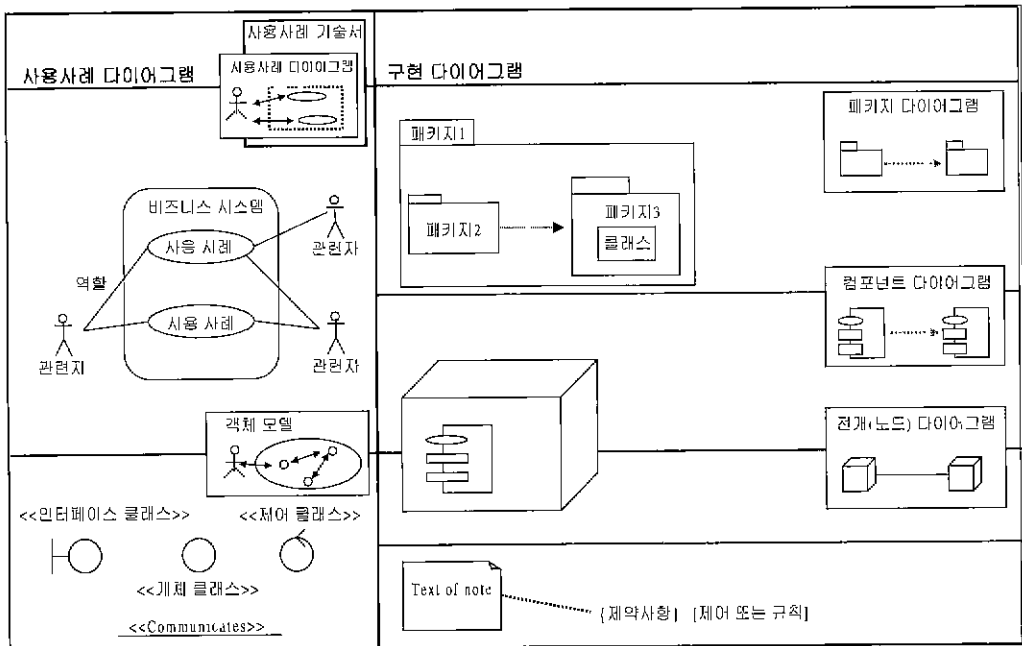 사용사례 기술서
사용사례 다이어그램
사용사례 다이어그램
비즈니스 시스템
사용 사례
관련자
역할
사용 사례
관련자
관련자
객체 모델
<<인터페이스 클래스>>
<<제어 클래스>>
<<개체 클래스>>
<<Communicates>>
구현 다이어그램
패키지1
패키지2
패키지3
클래스
패키지 다이어그램
컴포넌트 다이어그램
전개(노드) 다이어그램
Text of note
{제약사항} [제어 또는 규칙]